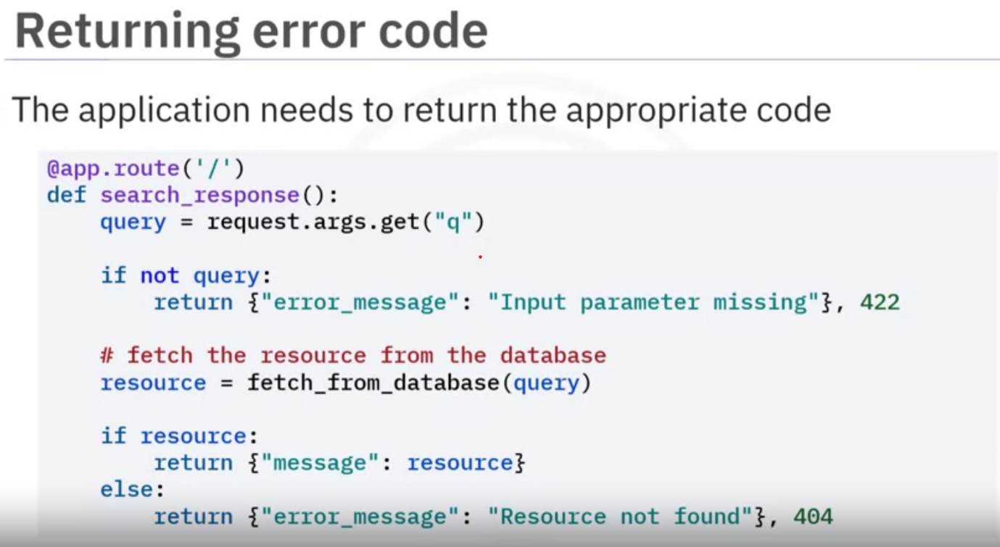 Returning error code
The application needs to return the appropriate code
@app.route('/')
def search_response():
    query = request.args.get("q")
    if not query:
        return {"error_message": "Input parameter missing"}, 422
    # fetch the resource from the database
    resource = fetch_from_database(query)
    if resource:
        return {"message": resource}
    else:
        return {"error_message": "Resource not found"}, 404